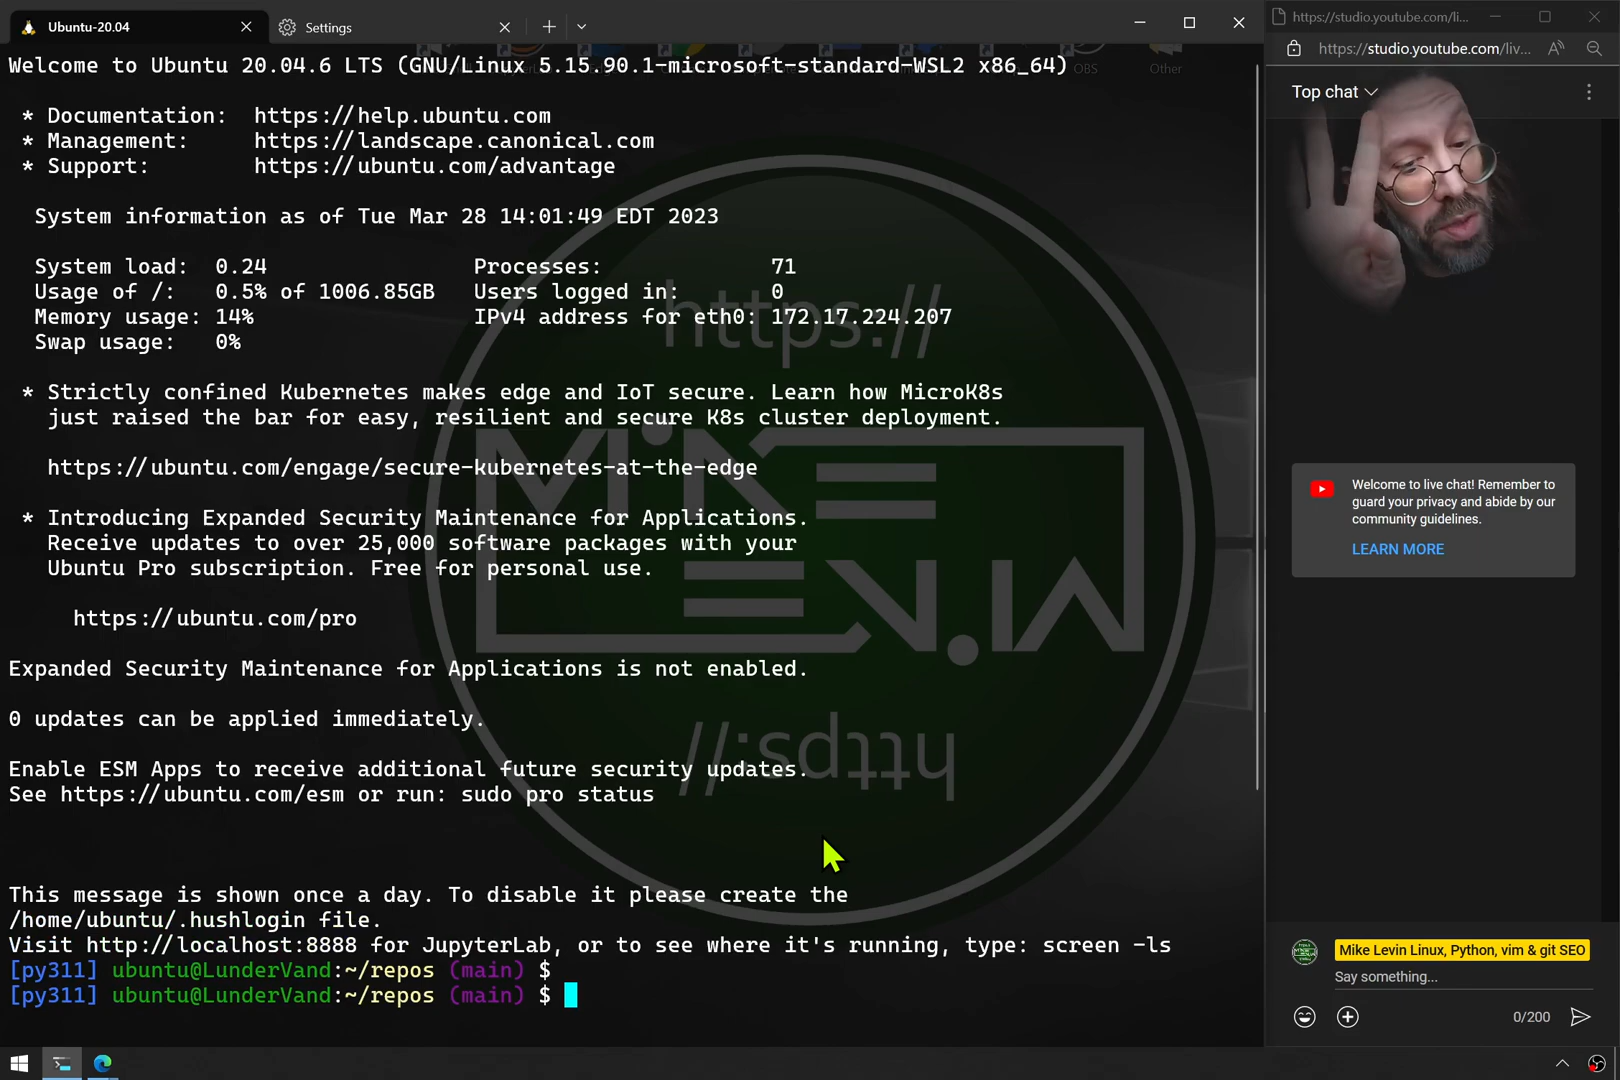 Ubuntu-20.04
Settings
https://studio.youtube.com/li...
https://studio.youtube.com/liv...
Welcome to Ubuntu 20.04.6 LTS (GNU/Linux 5.15.90.1-microsoft-standard-WSL2 x86_64)
OBS
Other
Top chat
* Documentation:  https://help.ubuntu.com
* Management:     https://landscape.canonical.com
* Support:        https://ubuntu.com/advantage
System information as of Tue Mar 28 14:01:49 EDT 2023
System load:  0.24                Processes:             71
Usage of /:   0.5% of 1006.85GB   Users logged in:       0
Memory usage: 14%                 IPv4 address for eth0: 172.17.224.207
Swap usage:   0%
https://
* Strictly confined Kubernetes makes edge and IoT secure. Learn how MicroK8s
just raised the bar for easy, resilient and secure K8s cluster deployment.
https://ubuntu.com/engage/secure-kubernetes-at-the-edge
MIKE
LEVIN
* Introducing Expanded Security Maintenance for Applications.
Receive updates to over 25,000 software packages with your
Ubuntu Pro subscription. Free for personal use.
https://ubuntu.com/pro
Expanded Security Maintenance for Applications is not enabled.
0 updates can be applied immediately.
https://
Enable ESM Apps to receive additional future security updates.
See https://ubuntu.com/esm or run: sudo pro status
This message is shown once a day. To disable it please create the
/home/ubuntu/.hushlogin file.
Visit http://localhost:8888 for JupyterLab, or to see where it's running, type: screen -ls
[py311] ubuntu@LunderVand:~/repos (main) $
[py311] ubuntu@LunderVand:~/repos (main) $
Welcome to live chat! Remember to
guard your privacy and abide by our
community guidelines.
LEARN MORE
Mike Levin Linux, Python, vim & git SEO
Say something...
0/200